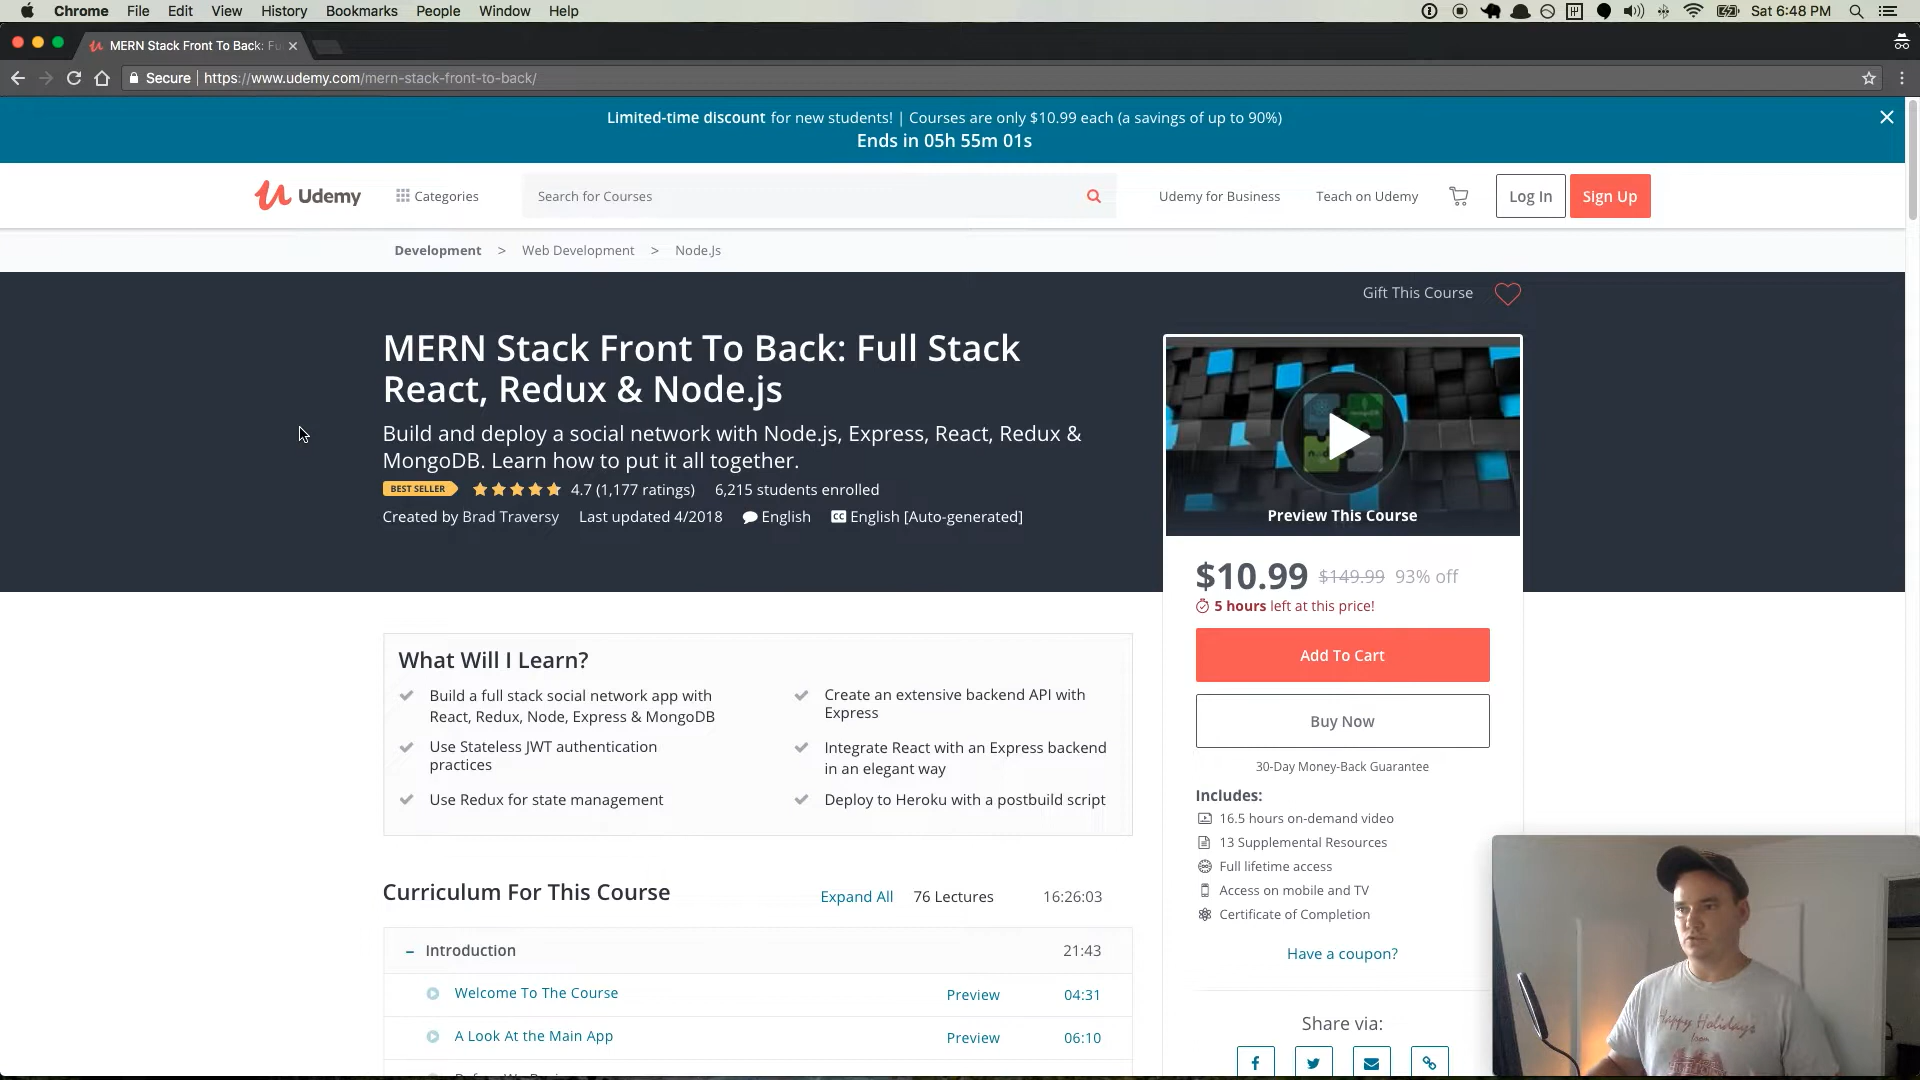 Chrome File Edit View History Bookmarks People Window Help Sat 6:48 PM
MERN Stack Front To Back: Fu
Secure https://www.udemy.com/mern-stack-front-to-back/
Limited-time discount for new students! | Courses are only $10.99 each (a savings of up to 90%)
Ends in 05h 55m 01s
Udemy Categories Search for Courses Udemy for Business Teach on Udemy Log In Sign Up
Development > Web Development > Node.Js
Gift This Course
MERN Stack Front To Back: Full Stack
React, Redux & Node.js
Build and deploy a social network with Node.js, Express, React, Redux &
MongoDB. Learn how to put it all together.
BEST SELLER 4.7 (1,177 ratings) 6,215 students enrolled
Created by Brad Traversy Last updated 4/2018 English CC English [Auto-generated]
Preview This Course
$10.99 $149.99 93% off
5 hours left at this price!
Add To Cart
Buy Now
30-Day Money-Back Guarantee
Includes:
16.5 hours on-demand video
13 Supplemental Resources
Full lifetime access
Access on mobile and TV
Certificate of Completion
Have a coupon?
Share via:
What Will I Learn?
Build a full stack social network app with
React, Redux, Node, Express & MongoDB
Use Stateless JWT authentication
practices
Use Redux for state management
Create an extensive backend API with
Express
Integrate React with an Express backend
in an elegant way
Deploy to Heroku with a postbuild script
Curriculum For This Course Expand All 76 Lectures 16:26:03
– Introduction 21:43
Welcome To The Course Preview 04:31
A Look At the Main App Preview 06:10
Happy Holidays
from